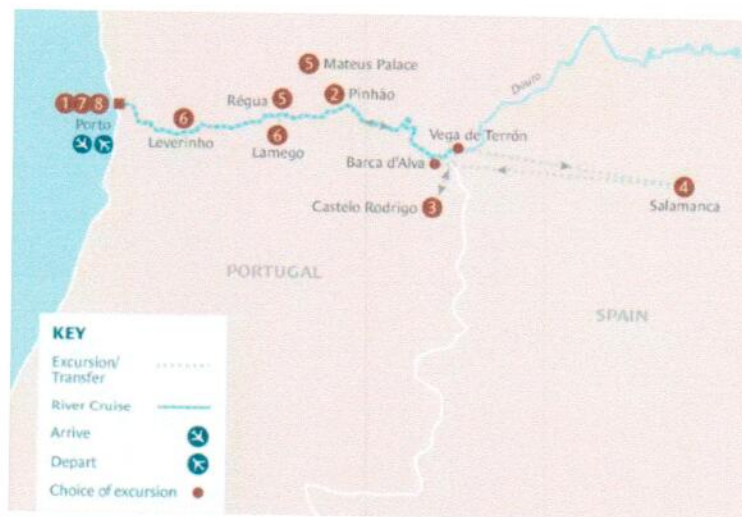 5 Mateus Palace
Douro
Régua 5
2 Pinhão
1 7 8
Porto
6
Leverinho
6
Lamego
Vega de Terrón
Barca d'Alva
4
Salamanca
Castelo Rodrigo 3
PORTUGAL
SPAIN
KEY
Excursion/
Transfer
River Cruise
Arrive
Depart
Choice of excursion